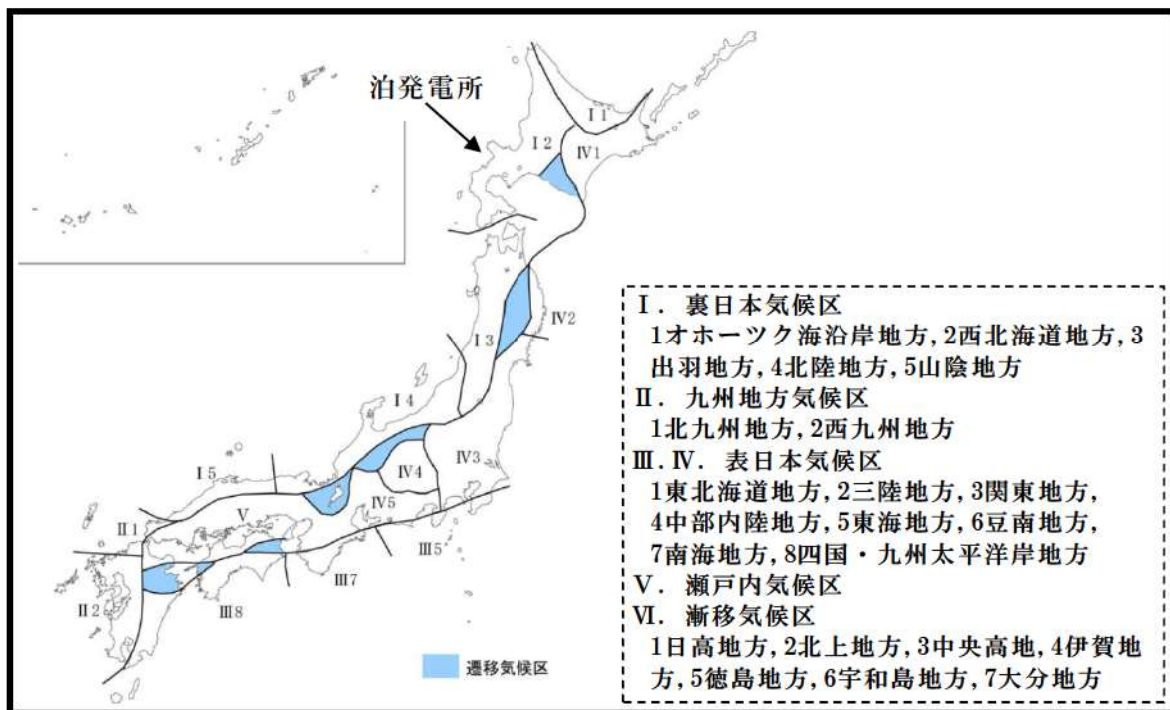 泊発電所
Ⅰ1
Ⅰ2
Ⅳ1
Ⅳ2
Ⅰ3
Ⅰ4
Ⅳ3
Ⅳ4
Ⅰ5
Ⅳ5
Ⅴ
Ⅱ1
Ⅲ5
Ⅲ7
Ⅱ2
Ⅲ8
遷移気候区
Ⅰ. 裏日本気候区
1オホーツク海沿岸地方, 2西北海道地方, 3
出羽地方, 4北陸地方, 5山陰地方
Ⅱ. 九州地方気候区
1北九州地方, 2西九州地方
Ⅲ. Ⅳ. 表日本気候区
1東北海道地方, 2三陸地方, 3関東地方,
4中部内陸地方, 5東海地方, 6豆南地方,
7南海地方, 8四国・九州太平洋岸地方
Ⅴ. 瀬戸内気候区
Ⅵ. 漸移気候区
1日高地方, 2北上地方, 3中央高地, 4伊賀地
方, 5徳島地方, 6宇和島地方, 7大分地方